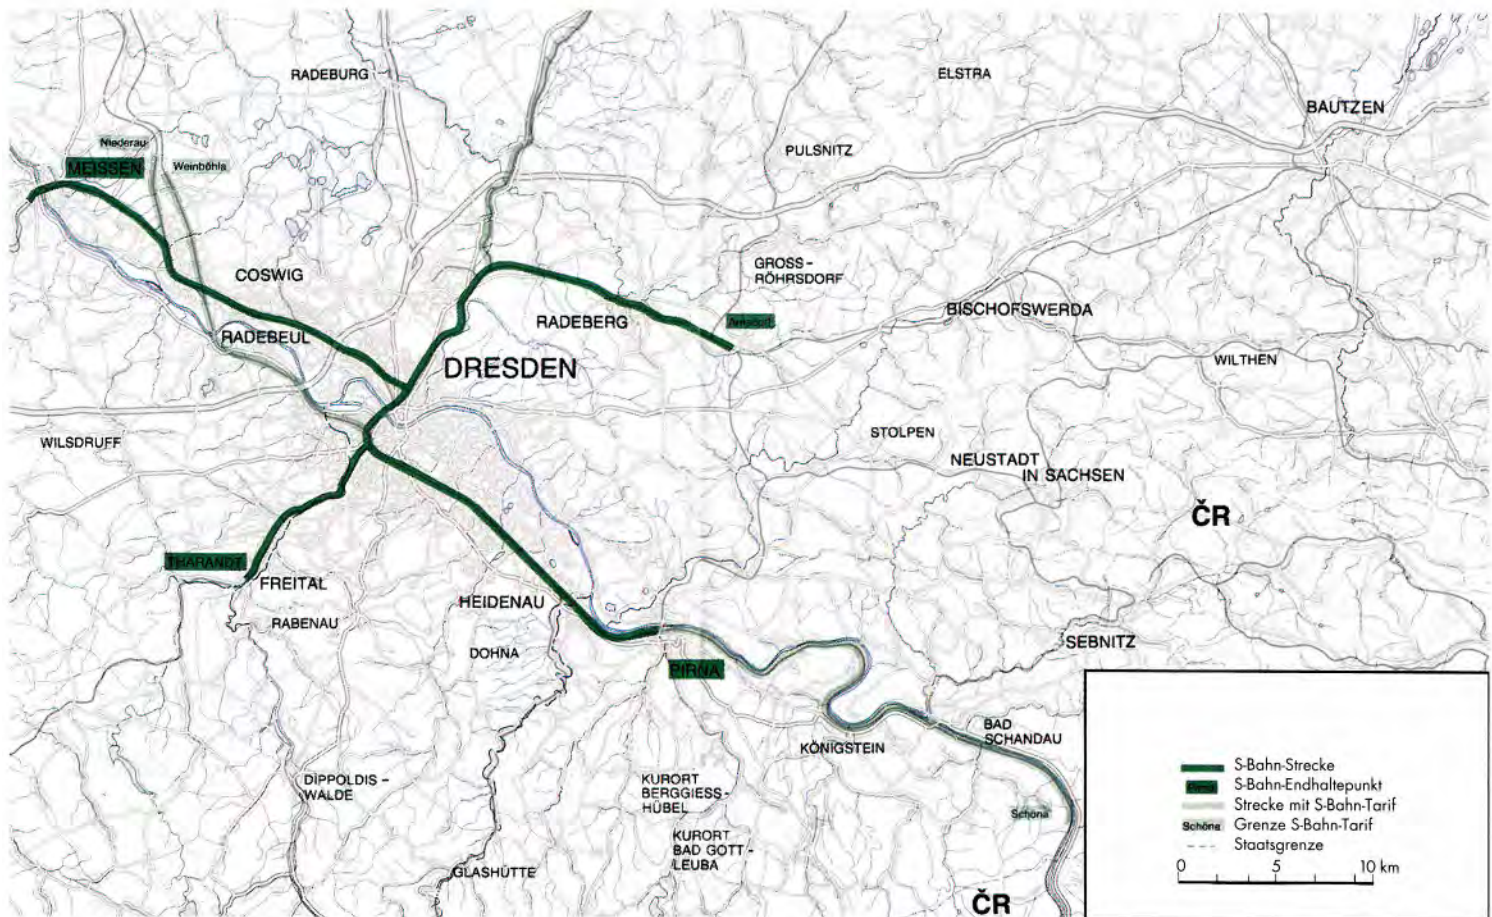 RADEBURG
ELSTRA
BAUTZEN
Niederau
MEISSEN
Weinböhla
PULSNITZ
COSWIG
GROSS-
RÖHRSDORF
RADEBEUL
RADEBERG
Arnsdorf
BISCHOFSWERDA
DRESDEN
WILTHEN
WILSDRUFF
STOLPEN
NEUSTADT
IN SACHSEN
ČR
THARANDT
FREITAL
HEIDENAU
RABENAU
DOHNA
PIRNA
SEBNITZ
BAD
SCHANDAU
KÖNIGSTEIN
DIPPOLDIS-
WALDE
KURORT
BERGGIESS-
HÜBEL
Schöna
KURORT
BAD GOTT-
LEUBA
GLASHÜTTE
ČR
S-Bahn-Strecke
Pirna S-Bahn-Endhaltepunkt
Strecke mit S-Bahn-Tarif
Schöna Grenze S-Bahn-Tarif
Staatsgrenze
0 5 10 km